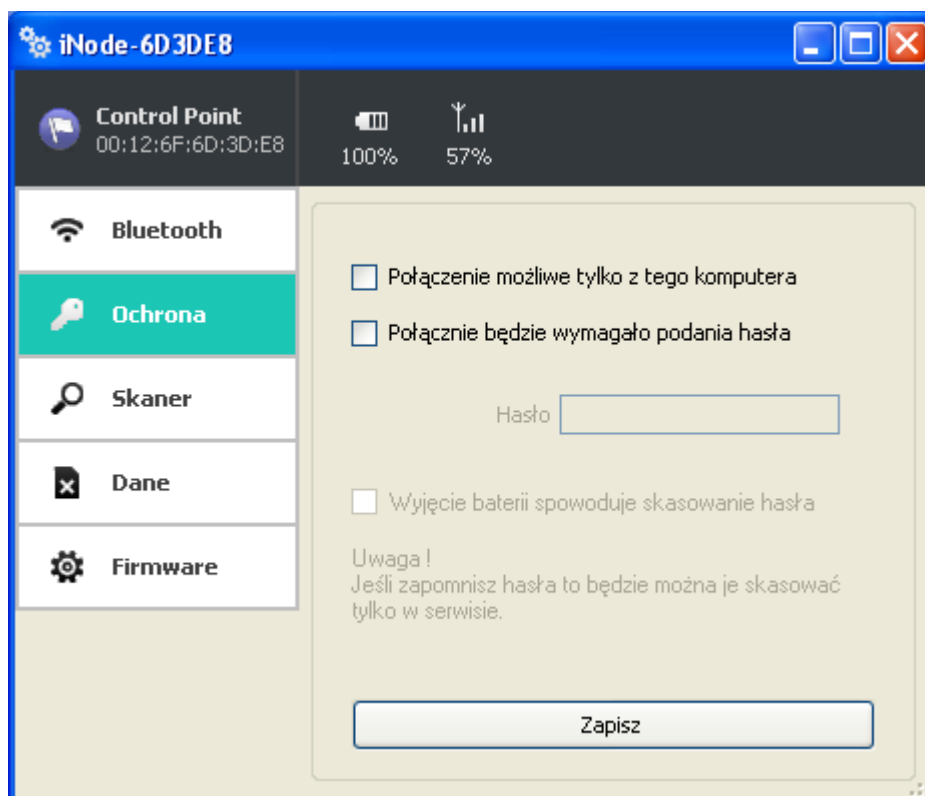 iNode-6D3DE8
Control Point
00:12:6F:6D:3D:E8
100%
57%
Bluetooth
Ochrona
Skaner
Dane
Firmware
Połączenie możliwe tylko z tego komputera
Połącznie będzie wymagało podania hasła
Hasło
Wyjęcie baterii spowoduje skasowanie hasła
Uwaga !
Jeśli zapomnisz hasła to będzie można je skasować
tylko w serwisie.
Zapisz